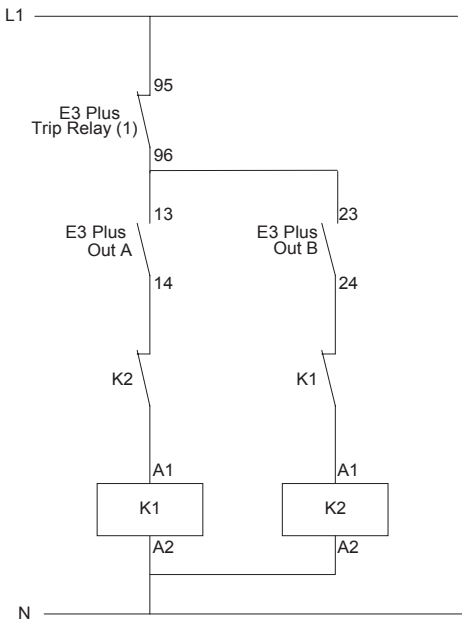 L1
95
E3 Plus
Trip Relay (1)
96
13
23
E3 Plus
Out A
E3 Plus
Out B
14
24
K2
K1
A1
A1
K1
K2
A2
A2
N